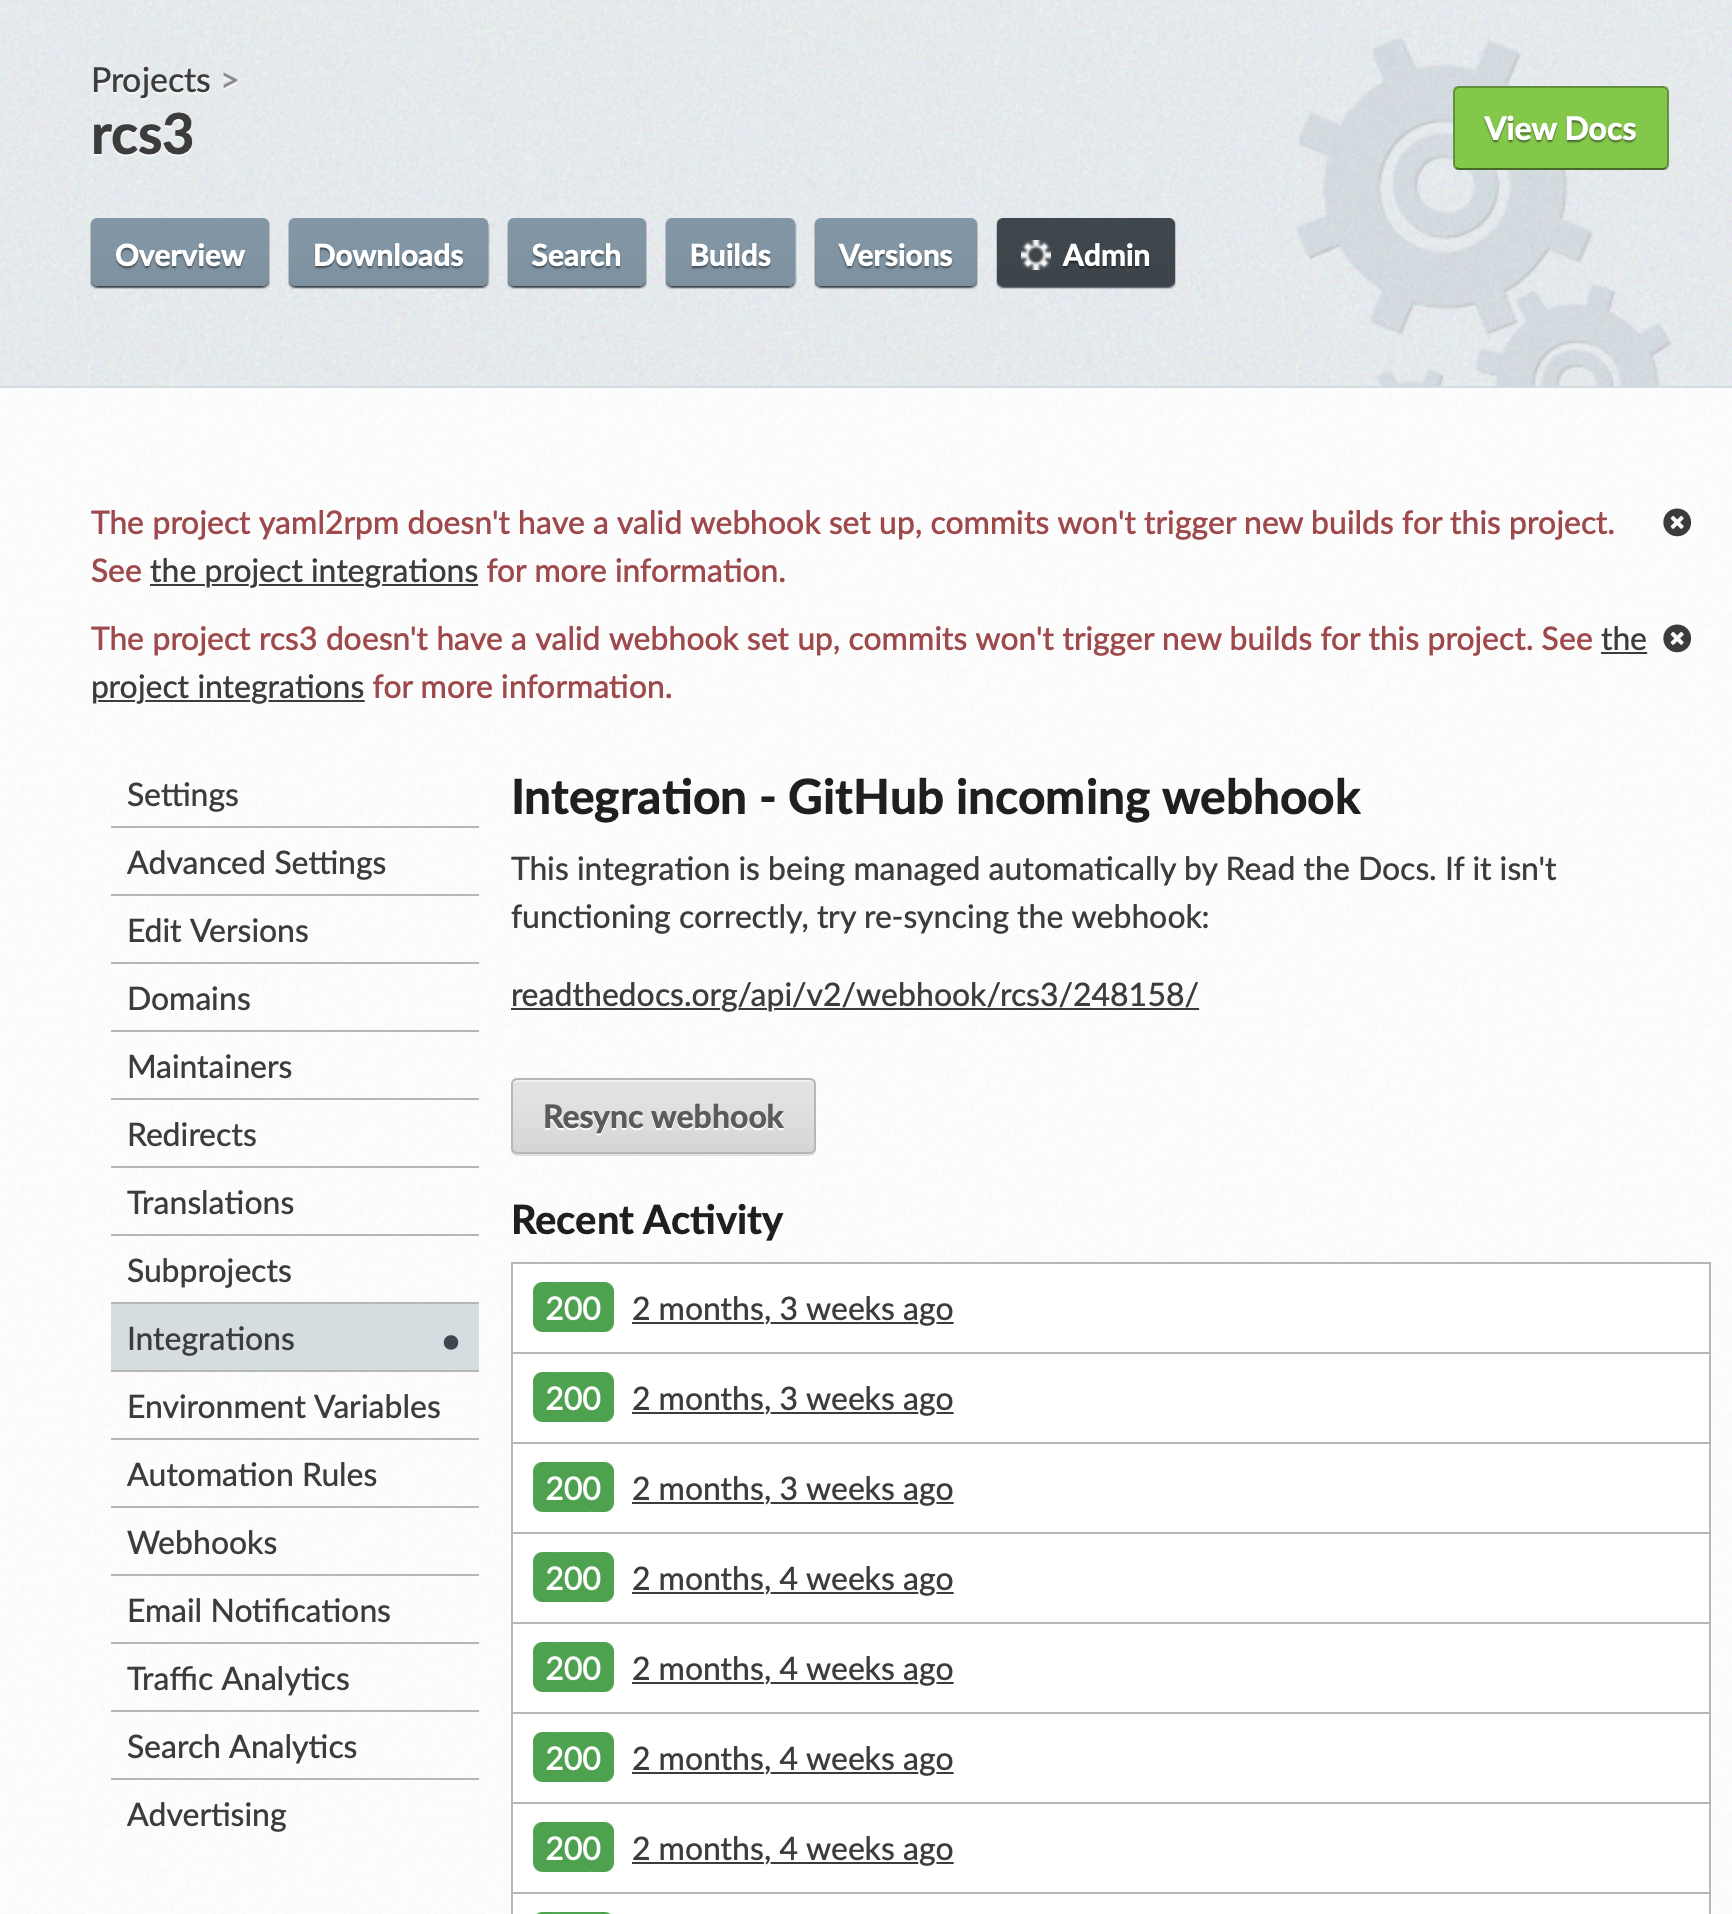 Projects >
rcs3
View Docs
Overview
Downloads
Search
Builds
Versions
Admin
The project yaml2rpm doesn't have a valid webhook set up, commits won't trigger new builds for this project.
See the project integrations for more information.
The project rcs3 doesn't have a valid webhook set up, commits won't trigger new builds for this project. See the
project integrations for more information.
Settings
Advanced Settings
Edit Versions
Domains
Maintainers
Redirects
Translations
Subprojects
Integrations
Environment Variables
Automation Rules
Webhooks
Email Notifications
Traffic Analytics
Search Analytics
Advertising
Integration - GitHub incoming webhook
This integration is being managed automatically by Read the Docs. If it isn't
functioning correctly, try re-syncing the webhook:
readthedocs.org/api/v2/webhook/rcs3/248158/
Resync webhook
Recent Activity
200 2 months, 3 weeks ago
200 2 months, 3 weeks ago
200 2 months, 3 weeks ago
200 2 months, 4 weeks ago
200 2 months, 4 weeks ago
200 2 months, 4 weeks ago
200 2 months, 4 weeks ago